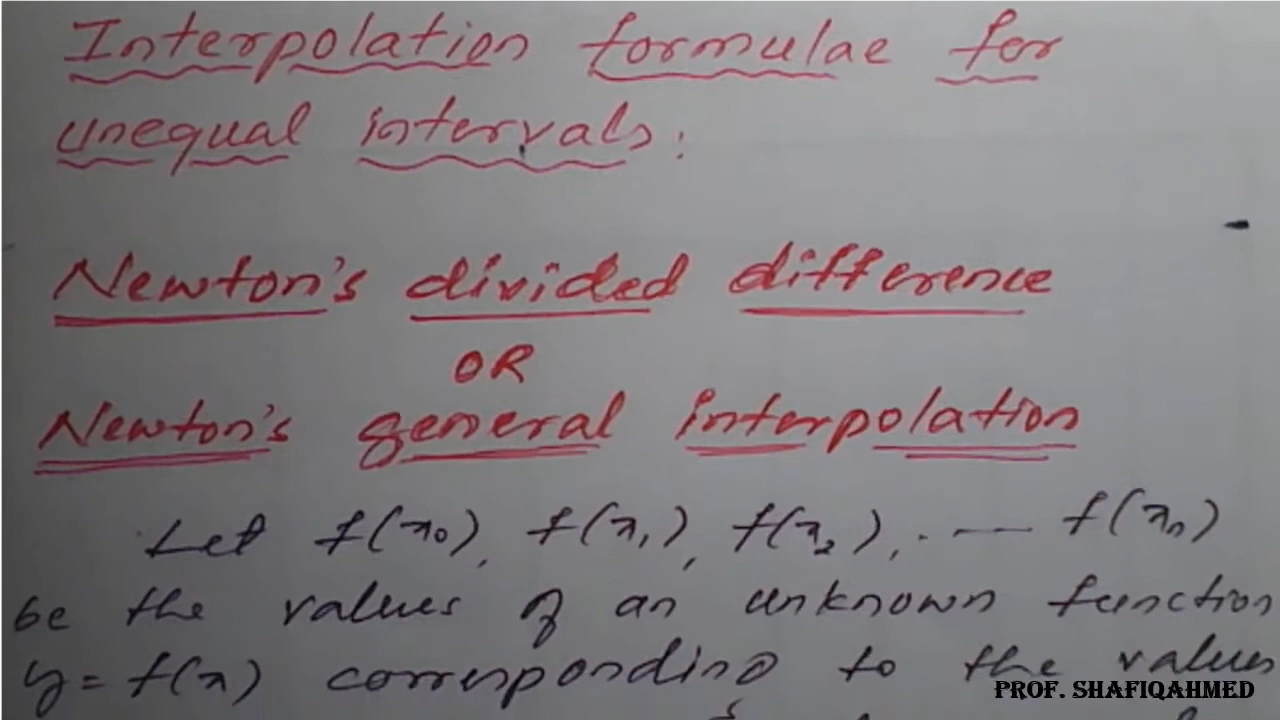 Interpolation formulae for
unequal intervals:
Newton's divided difference
OR
Newton's general interpolation
Let f(x₀), f(x₁), f(x₂), .— f(xₙ)
be the values of an unknown function
y = f(x) corresponding to the values
PROF. SHAFIQAHMED